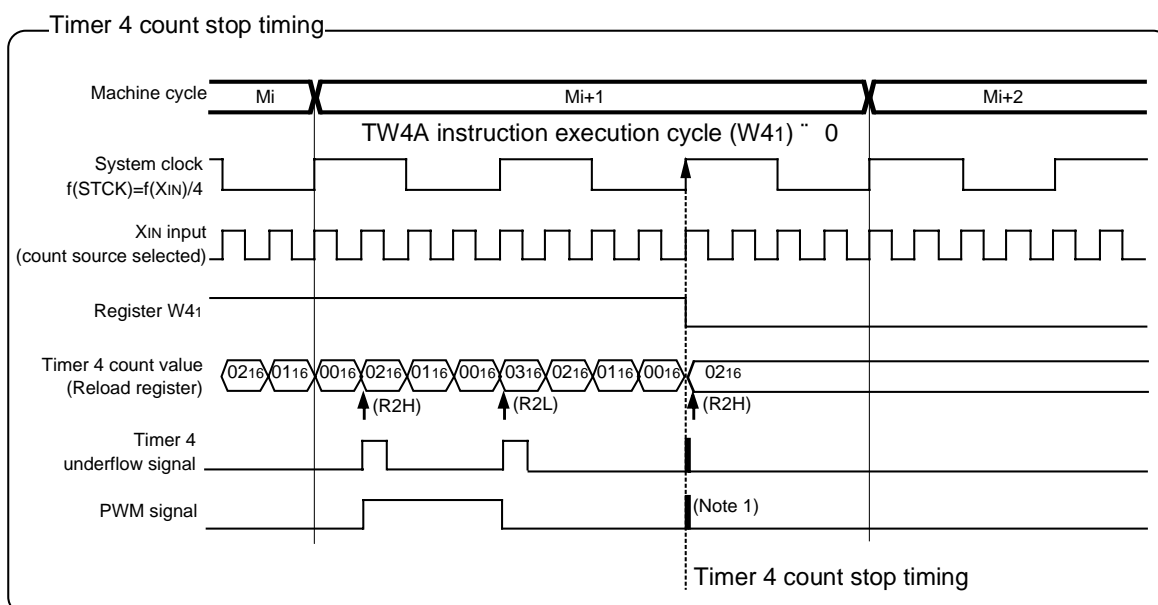 Timer 4 count stop timing
Machine cycle Mi Mi+1 Mi+2
TW4A instruction execution cycle (W41) ¨ 0
System clock
f(STCK)=f(XIN)/4
XIN input
(count source selected)
Register W41
Timer 4 count value
(Reload register)
0216 0116 0016 0216 0116 0016 0316 0216 0116 0016 0216
(R2H) (R2L) (R2H)
Timer 4
underflow signal
PWM signal (Note 1)
Timer 4 count stop timing